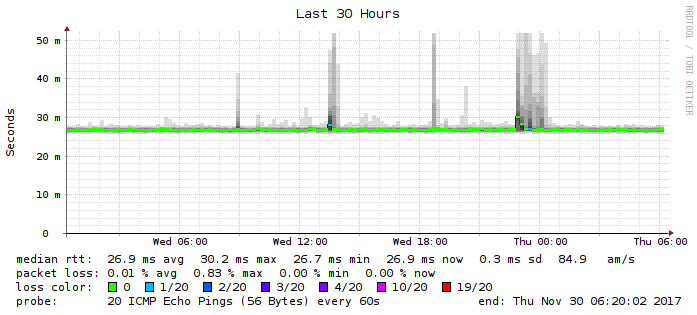 Last 30 Hours
RRDTOOL / TOBI OETIKER
Seconds
50 m
40 m
30 m
20 m
10 m
0
Wed 06:00 Wed 12:00 Wed 18:00 Thu 00:00 Thu 06:00
median rtt: 26.9 ms avg 30.2 ms max 26.7 ms min 26.9 ms now 0.3 ms sd 84.9 am/s
packet loss: 0.01 % avg 0.83 % max 0.00 % min 0.00 % now
loss color: 0 1/20 2/20 3/20 4/20 10/20 19/20
probe: 20 ICMP Echo Pings (56 Bytes) every 60s end: Thu Nov 30 06:20:02 2017